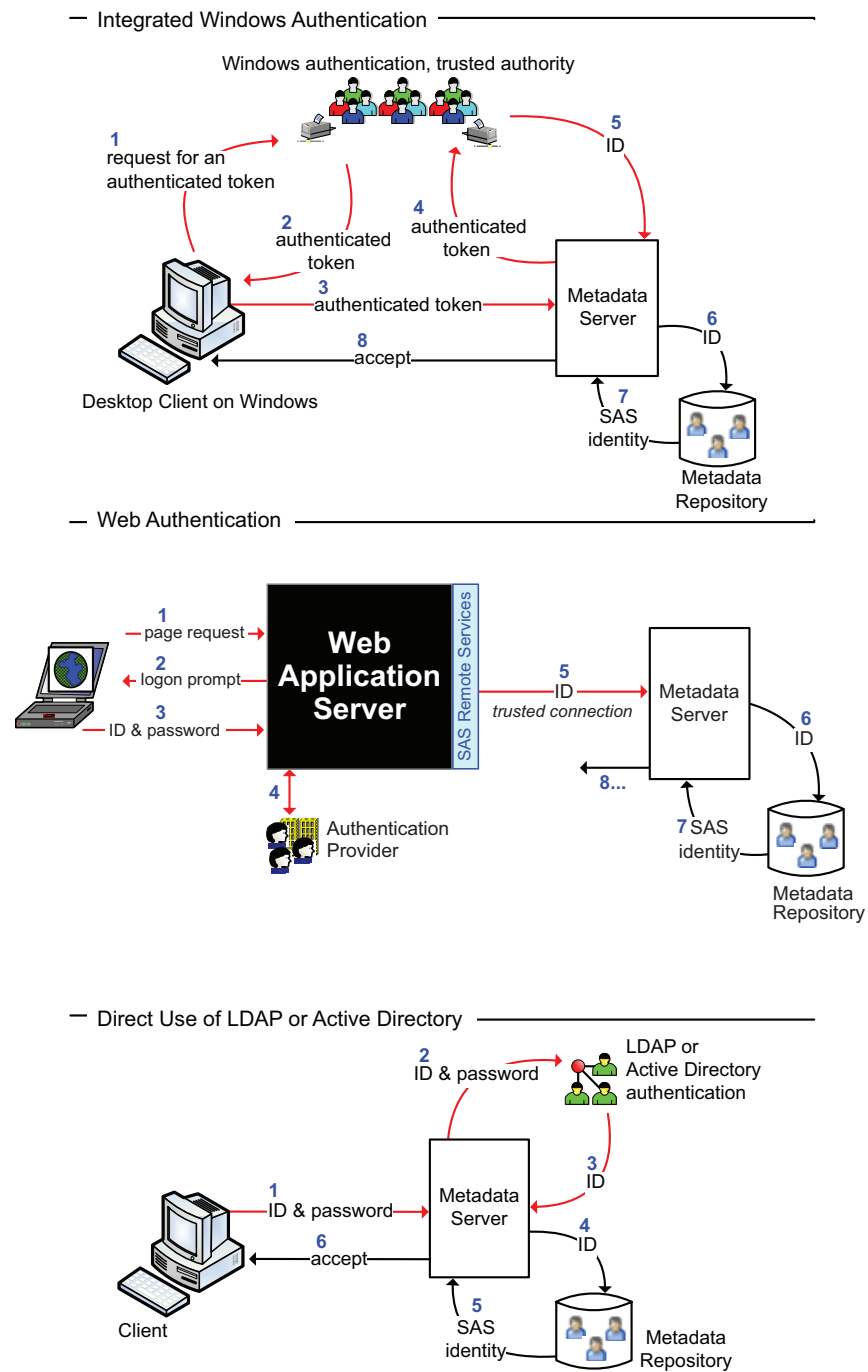 Integrated Windows Authentication
Windows authentication, trusted authority
1
request for an
authenticated token
2
authenticated
token
3
authenticated token
4
authenticated
token
5
ID
Metadata
Server
6
ID
7
SAS
identity
8
accept
Desktop Client on Windows
Metadata
Repository
Web Authentication
1
page request
2
logon prompt
3
ID & password
Web
Application
Server
SAS Remote Services
4
Authentication
Provider
5
ID
trusted connection
Metadata
Server
6
ID
7 SAS
identity
8...
Metadata
Repository
Direct Use of LDAP or Active Directory
1
ID & password
2
ID & password
LDAP or
Active Directory
authentication
3
ID
Metadata
Server
4
ID
5
SAS
identity
6
accept
Client
Metadata
Repository